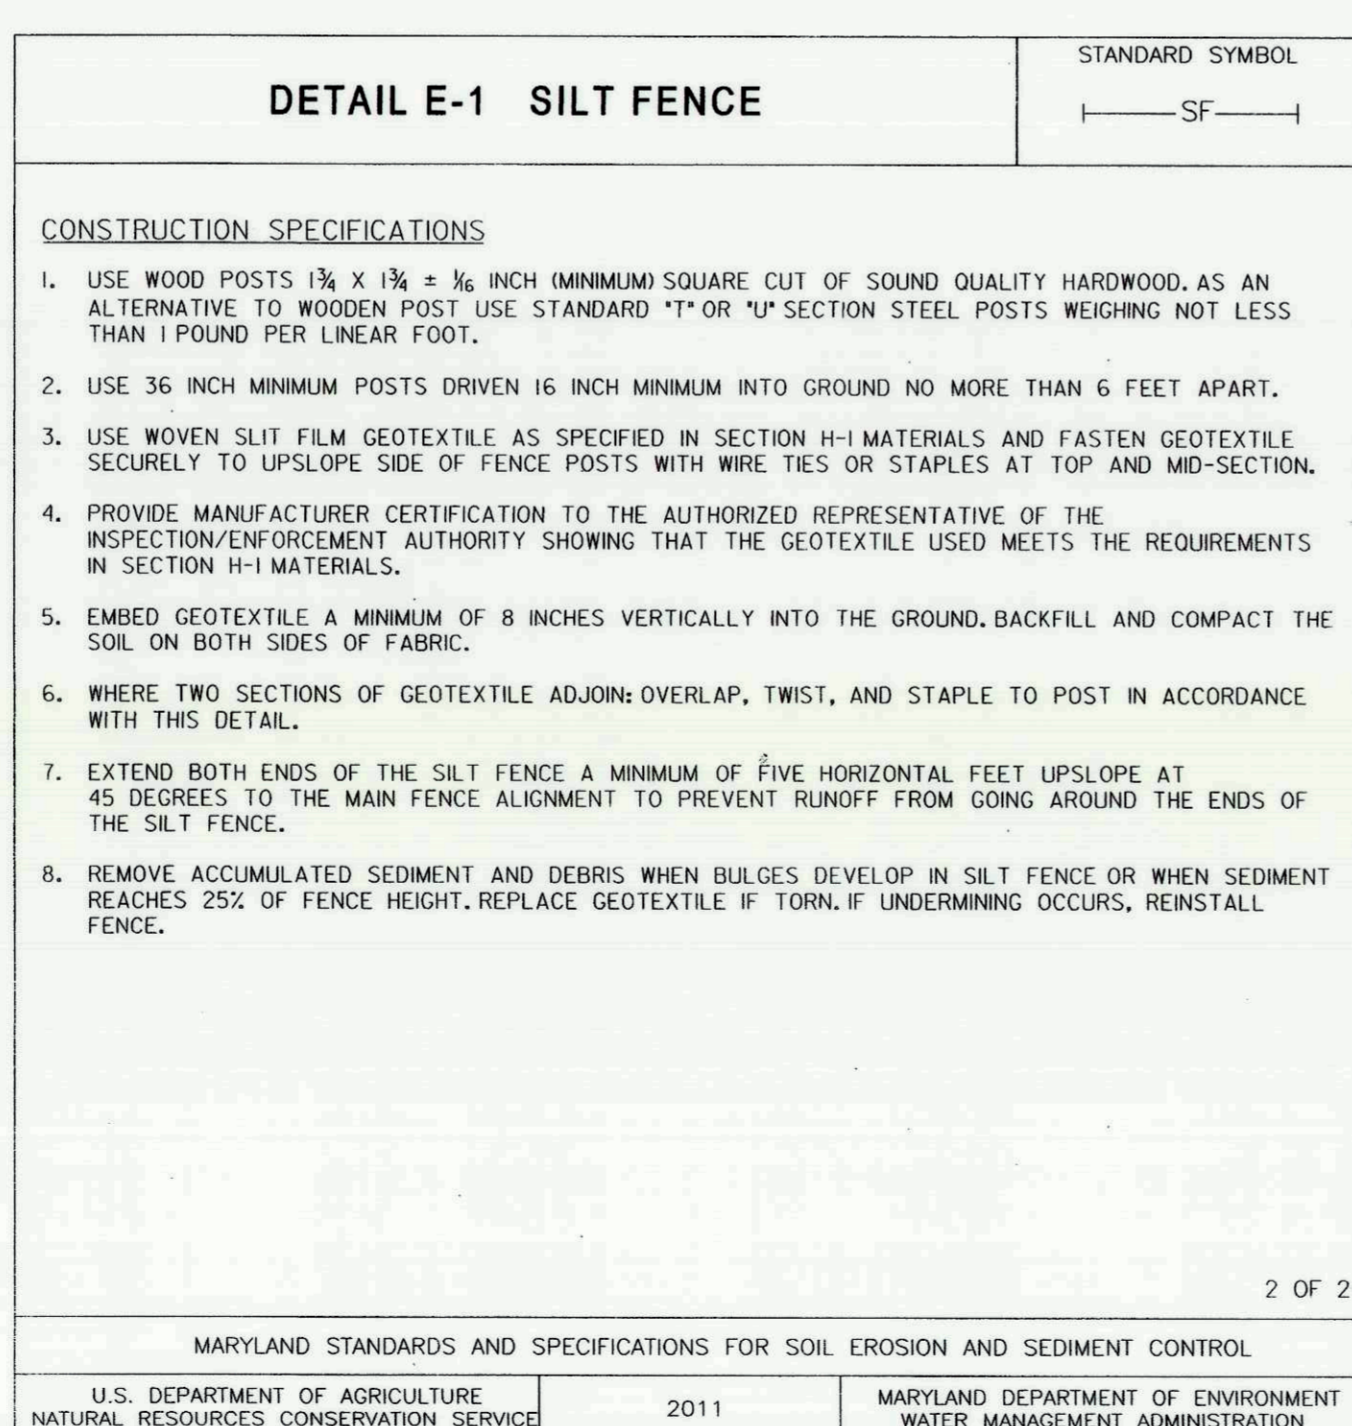 DETAIL E-1 SILT FENCE
STANDARD SYMBOL
SF
CONSTRUCTION SPECIFICATIONS
1. USE WOOD POSTS 1¾ X 1¾ ± 1/16 INCH (MINIMUM) SQUARE CUT OF SOUND QUALITY HARDWOOD. AS AN
ALTERNATIVE TO WOODEN POST USE STANDARD "T" OR "U" SECTION STEEL POSTS WEIGHING NOT LESS
THAN 1 POUND PER LINEAR FOOT.
2. USE 36 INCH MINIMUM POSTS DRIVEN 16 INCH MINIMUM INTO GROUND NO MORE THAN 6 FEET APART.
3. USE WOVEN SLIT FILM GEOTEXTILE AS SPECIFIED IN SECTION H-1 MATERIALS AND FASTEN GEOTEXTILE
SECURELY TO UPSLOPE SIDE OF FENCE POSTS WITH WIRE TIES OR STAPLES AT TOP AND MID-SECTION.
4. PROVIDE MANUFACTURER CERTIFICATION TO THE AUTHORIZED REPRESENTATIVE OF THE
INSPECTION/ENFORCEMENT AUTHORITY SHOWING THAT THE GEOTEXTILE USED MEETS THE REQUIREMENTS
IN SECTION H-1 MATERIALS.
5. EMBED GEOTEXTILE A MINIMUM OF 8 INCHES VERTICALLY INTO THE GROUND. BACKFILL AND COMPACT THE
SOIL ON BOTH SIDES OF FABRIC.
6. WHERE TWO SECTIONS OF GEOTEXTILE ADJOIN: OVERLAP, TWIST, AND STAPLE TO POST IN ACCORDANCE
WITH THIS DETAIL.
7. EXTEND BOTH ENDS OF THE SILT FENCE A MINIMUM OF FIVE HORIZONTAL FEET UPSLOPE AT
45 DEGREES TO THE MAIN FENCE ALIGNMENT TO PREVENT RUNOFF FROM GOING AROUND THE ENDS OF
THE SILT FENCE.
8. REMOVE ACCUMULATED SEDIMENT AND DEBRIS WHEN BULGES DEVELOP IN SILT FENCE OR WHEN SEDIMENT
REACHES 25% OF FENCE HEIGHT. REPLACE GEOTEXTILE IF TORN. IF UNDERMINING OCCURS, REINSTALL
FENCE.
2 OF 2
MARYLAND STANDARDS AND SPECIFICATIONS FOR SOIL EROSION AND SEDIMENT CONTROL
U.S. DEPARTMENT OF AGRICULTURE
NATURAL RESOURCES CONSERVATION SERVICE
2011
MARYLAND DEPARTMENT OF ENVIRONMENT
WATER MANAGEMENT ADMINISTRATION